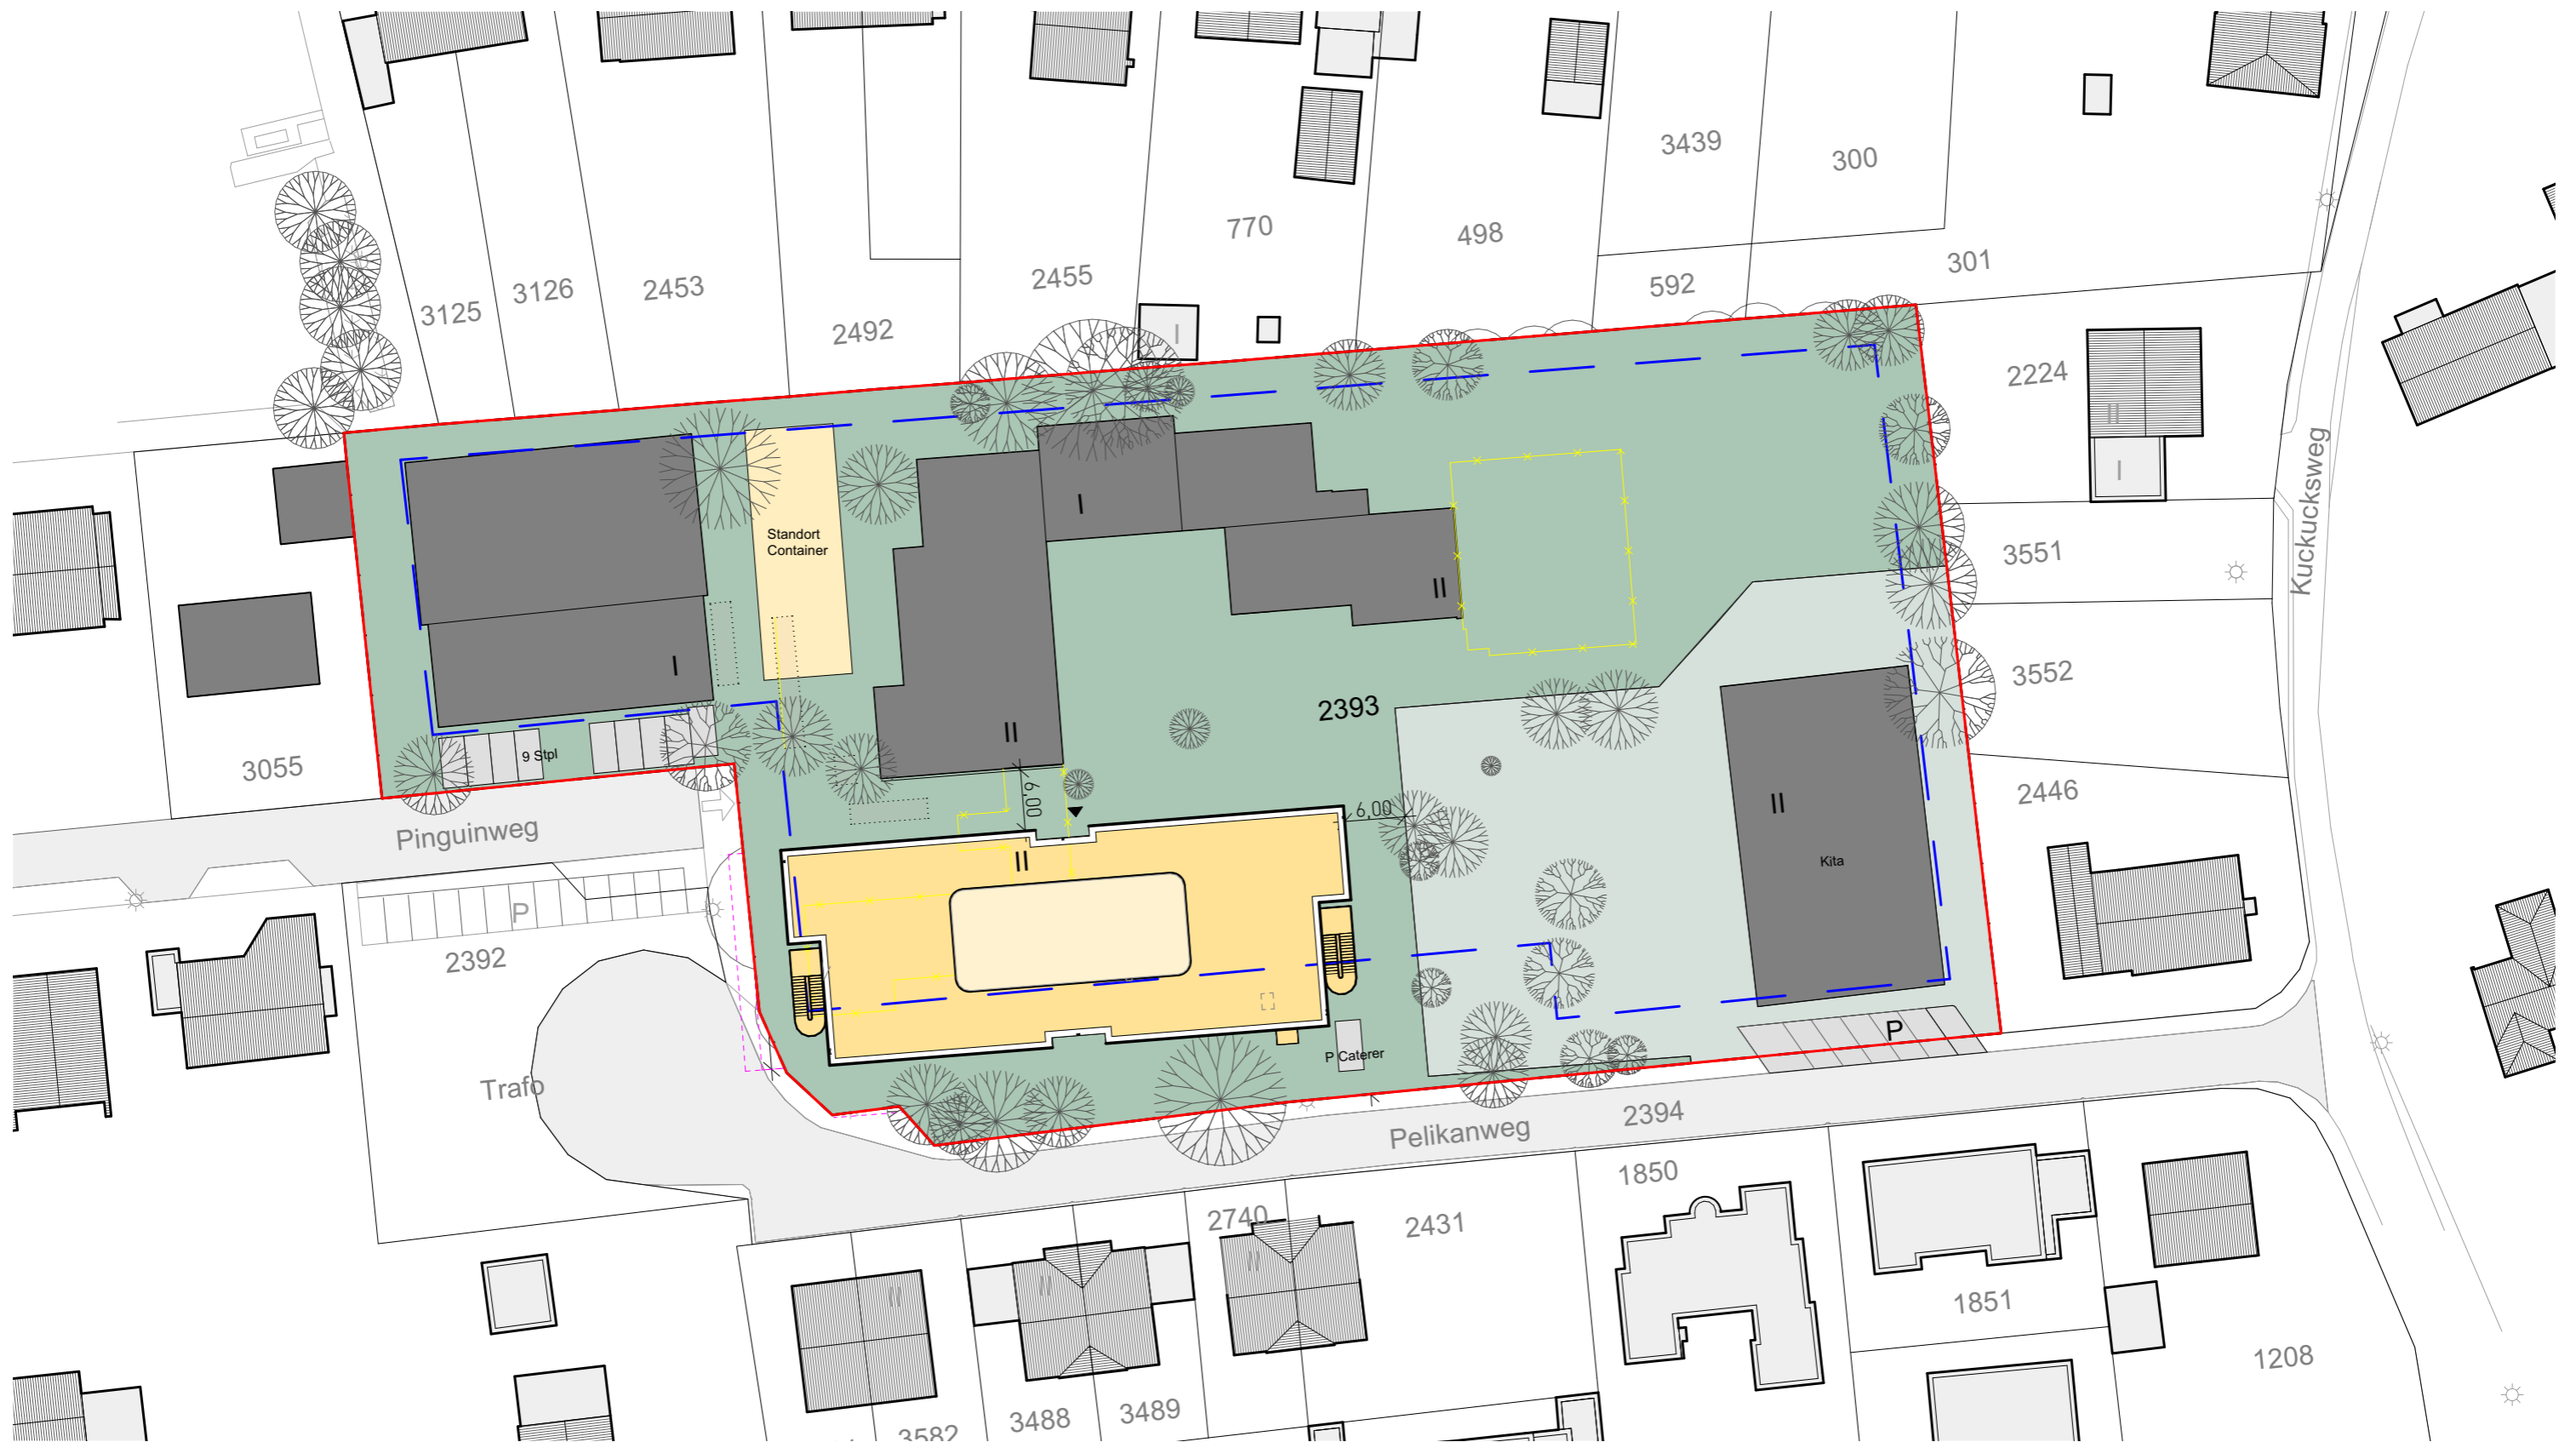 3439
300
770
498
301
2455
592
3126
2453
3125
2492
I
2224
II
I
Kuckucksweg
Standort
Container
I
3551
II
I
3552
2393
II
3055
9 Stpl
2446
6,00
6,00
II
Pinguinweg
II
Kita
P
2392
P
P Caterer
Trafo
2394
Pelikanweg
1850
2740
2431
II
II
II
1851
1208
3488
3489
3582